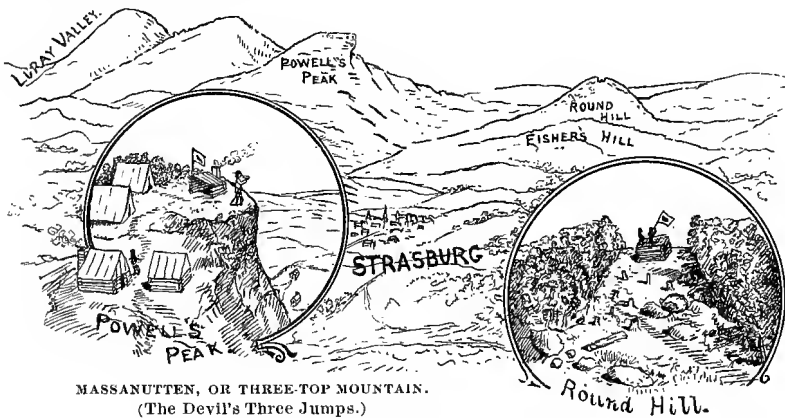 LURAY VALLEY.
POWELL'S
PEAK
ROUND
HILL
FISHER'S HILL
STRASBURG
POWELL'S
PEAK
Round Hill.
MASSANUTTEN, OR THREE-TOP MOUNTAIN.
(The Devil's Three Jumps.)